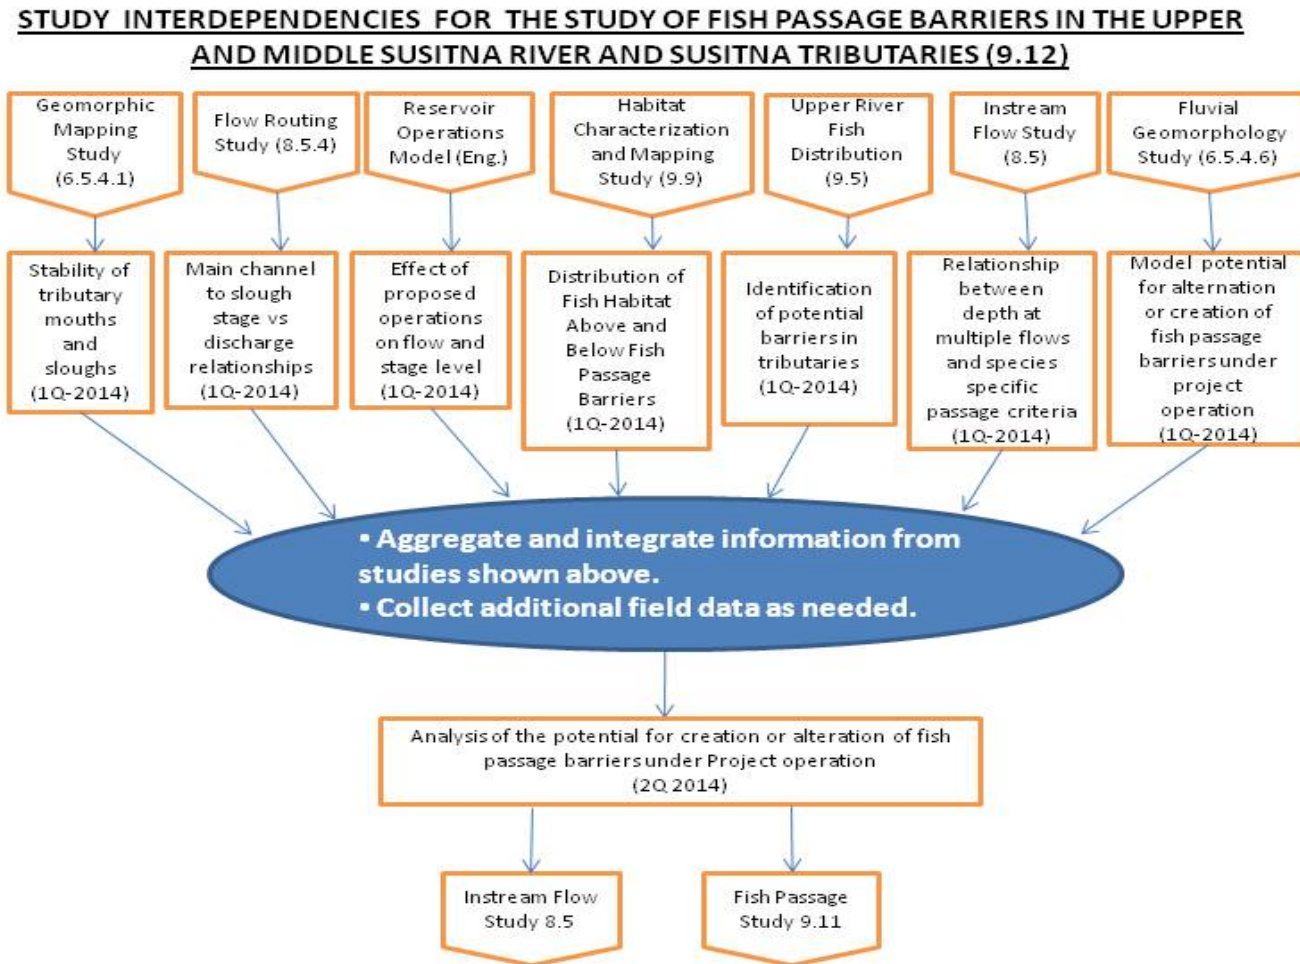 STUDY INTERDEPENDENCIES FOR THE STUDY OF FISH PASSAGE BARRIERS IN THE UPPER
AND MIDDLE SUSITNA RIVER AND SUSITNA TRIBUTARIES (9.12)
Geomorphic
Mapping
Study
(6.5.4.1)
Flow Routing
Study (8.5.4)
Reservoir
Operations
Model (Eng.)
Habitat
Characterization
and Mapping
Study (9.9)
Upper River
Fish
Distribution
(9.5)
Instream
Flow Study
(8.5)
Fluvial
Geomorphology
Study (6.5.4.6)
Stability of
tributary
mouths
and
sloughs
(1Q-2014)
Main channel
to slough
stage vs
discharge
relationships
(1Q-2014)
Effect of
proposed
operations
on flow and
stage level
(1Q-2014)
Distribution of
Fish Habitat
Above and
Below Fish
Passage
Barriers
(1Q-2014)
Identification
of potential
barriers in
tributaries
(1Q-2014)
Relationship
between
depth at
multiple flows
and species
specific
passage criteria
(1Q-2014)
Model potential
for alternation
or creation of
fish passage
barriers under
project
operation
(1Q-2014)
• Aggregate and integrate information from
studies shown above.
• Collect additional field data as needed.
Analysis of the potential for creation or alteration of fish
passage barriers under Project operation
(2Q 2014)
Instream Flow
Study 8.5
Fish Passage
Study 9.11